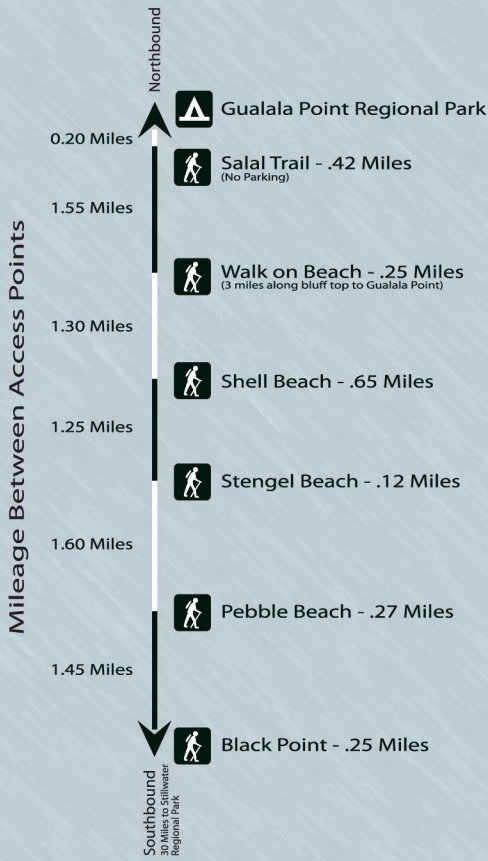 Northbound
Gualala Point Regional Park
0.20 Miles
Salal Trail - .42 Miles
(No Parking)
1.55 Miles
Walk on Beach - .25 Miles
(3 miles along bluff top to Gualala Point)
1.30 Miles
Shell Beach - .65 Miles
1.25 Miles
Stengel Beach - .12 Miles
1.60 Miles
Pebble Beach - .27 Miles
1.45 Miles
Black Point - .25 Miles
Southbound
30 Miles to Stillwater
Regional Park
Mileage Between Access Points